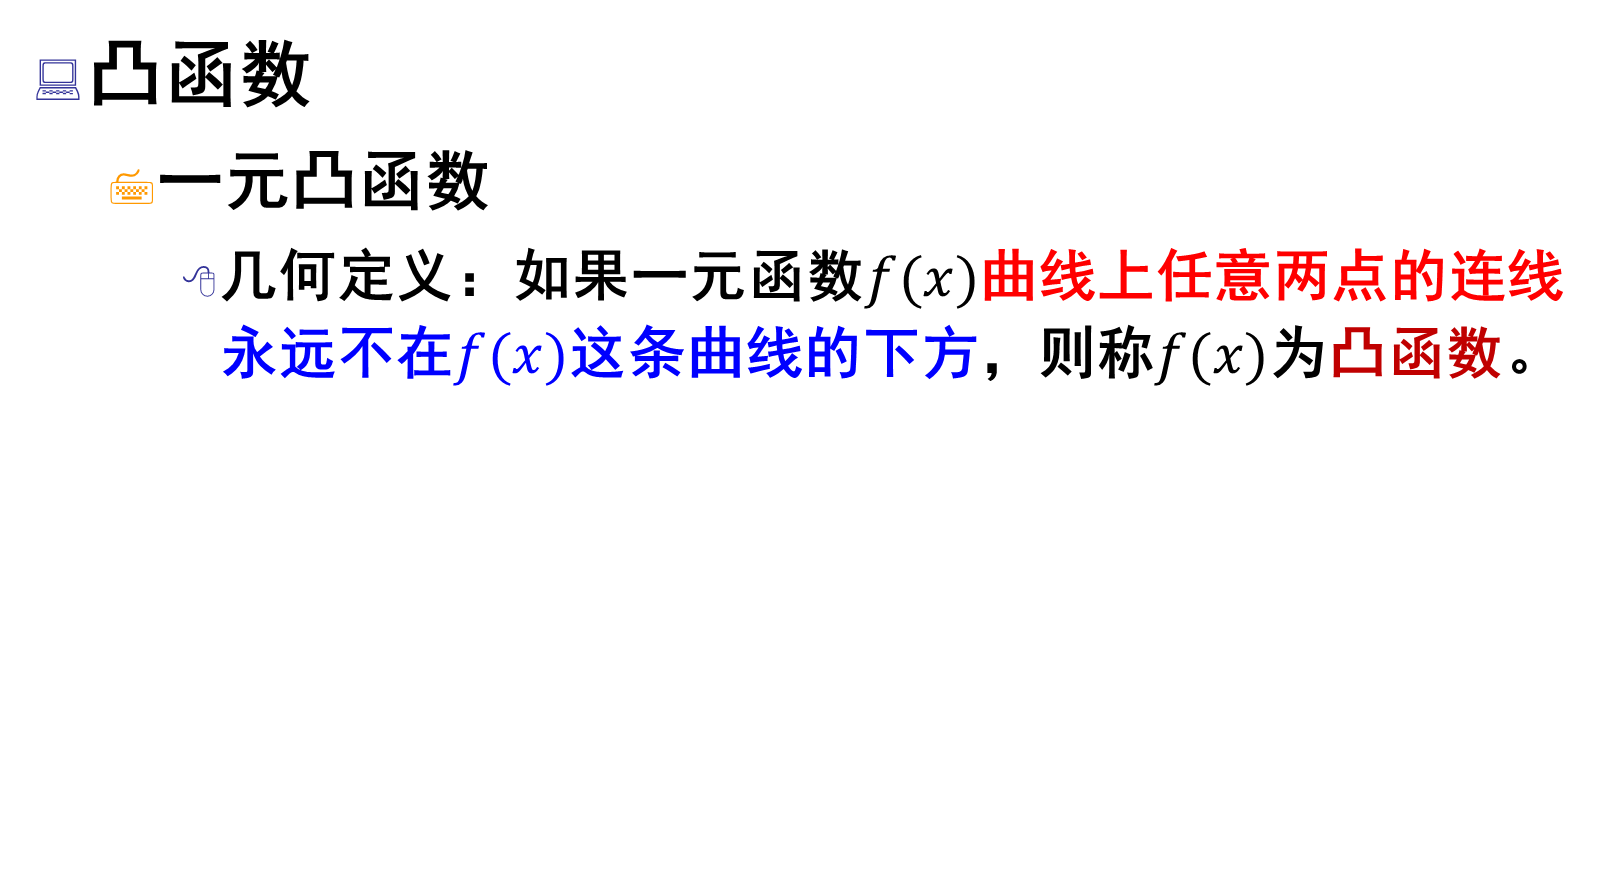 凸函数
一元凸函数
几何定义：如果一元函数f(x)曲线上任意两点的连线
永远不在f(x)这条曲线的下方，则称f(x)为凸函数。